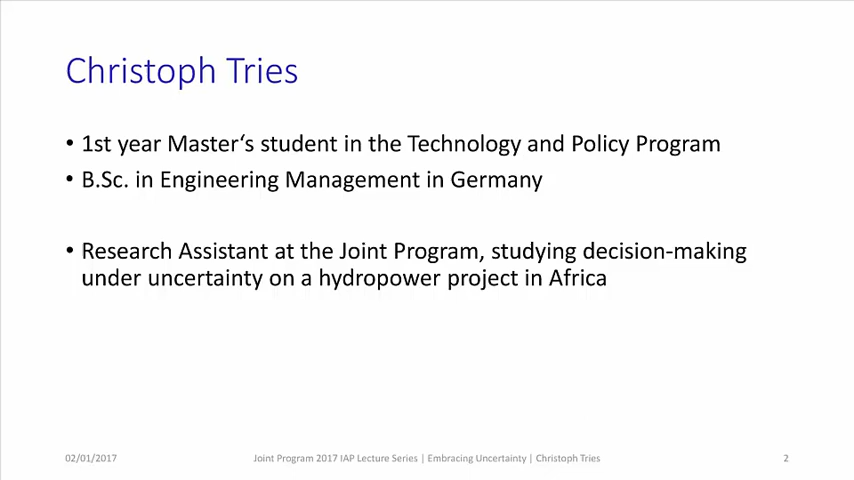 Christoph Tries
• 1st year Master‘s student in the Technology and Policy Program
• B.Sc. in Engineering Management in Germany
• Research Assistant at the Joint Program, studying decision-making
under uncertainty on a hydropower project in Africa
02/01/2017 Joint Program 2017 IAP Lecture Series | Embracing Uncertainty | Christoph Tries 2